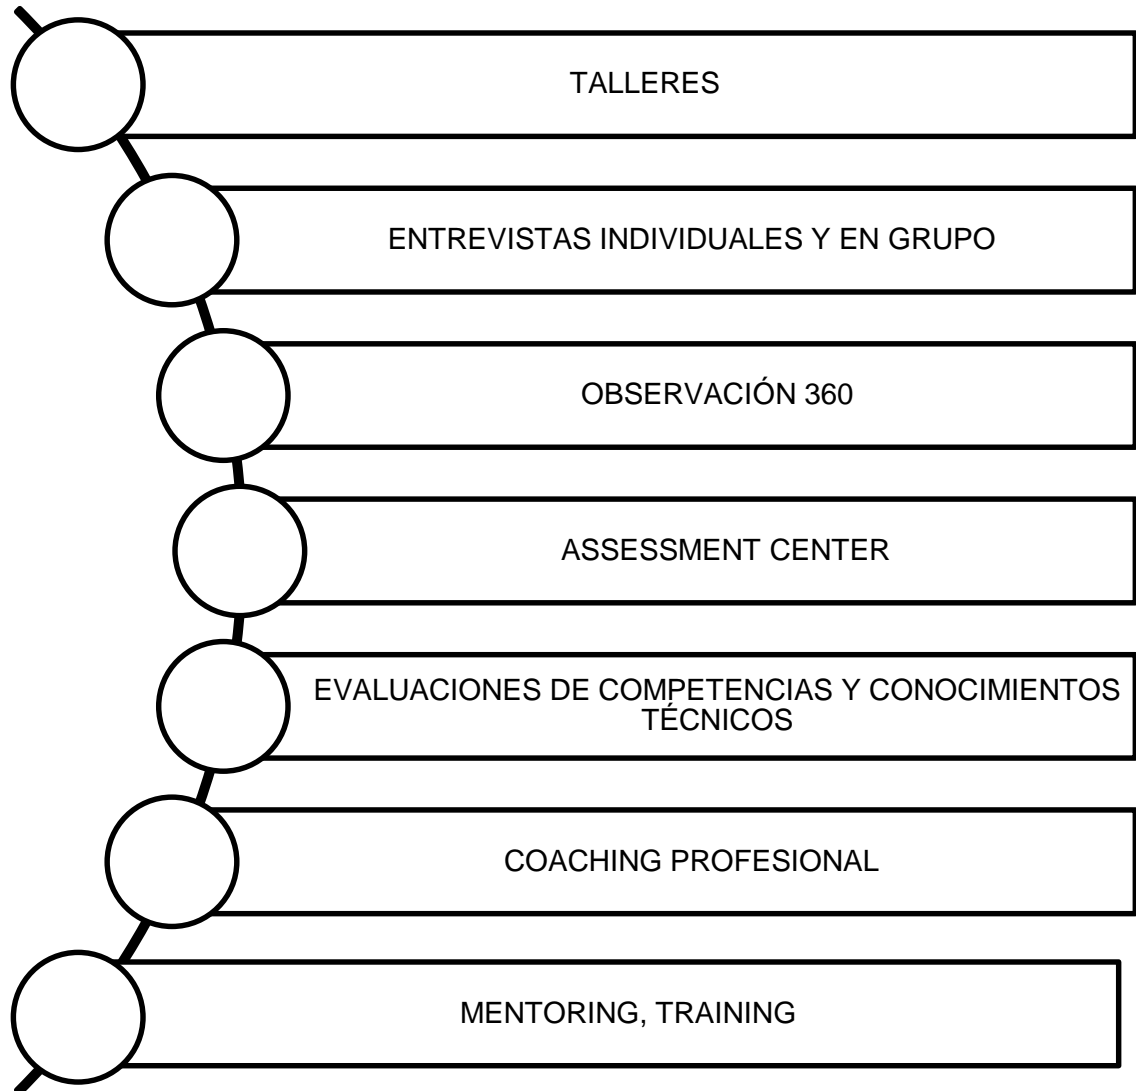 TALLERES
ENTREVISTAS INDIVIDUALES Y EN GRUPO
OBSERVACIÓN 360
ASSESSMENT CENTER
EVALUACIONES DE COMPETENCIAS Y CONOCIMIENTOS
TÉCNICOS
COACHING PROFESIONAL
MENTORING, TRAINING